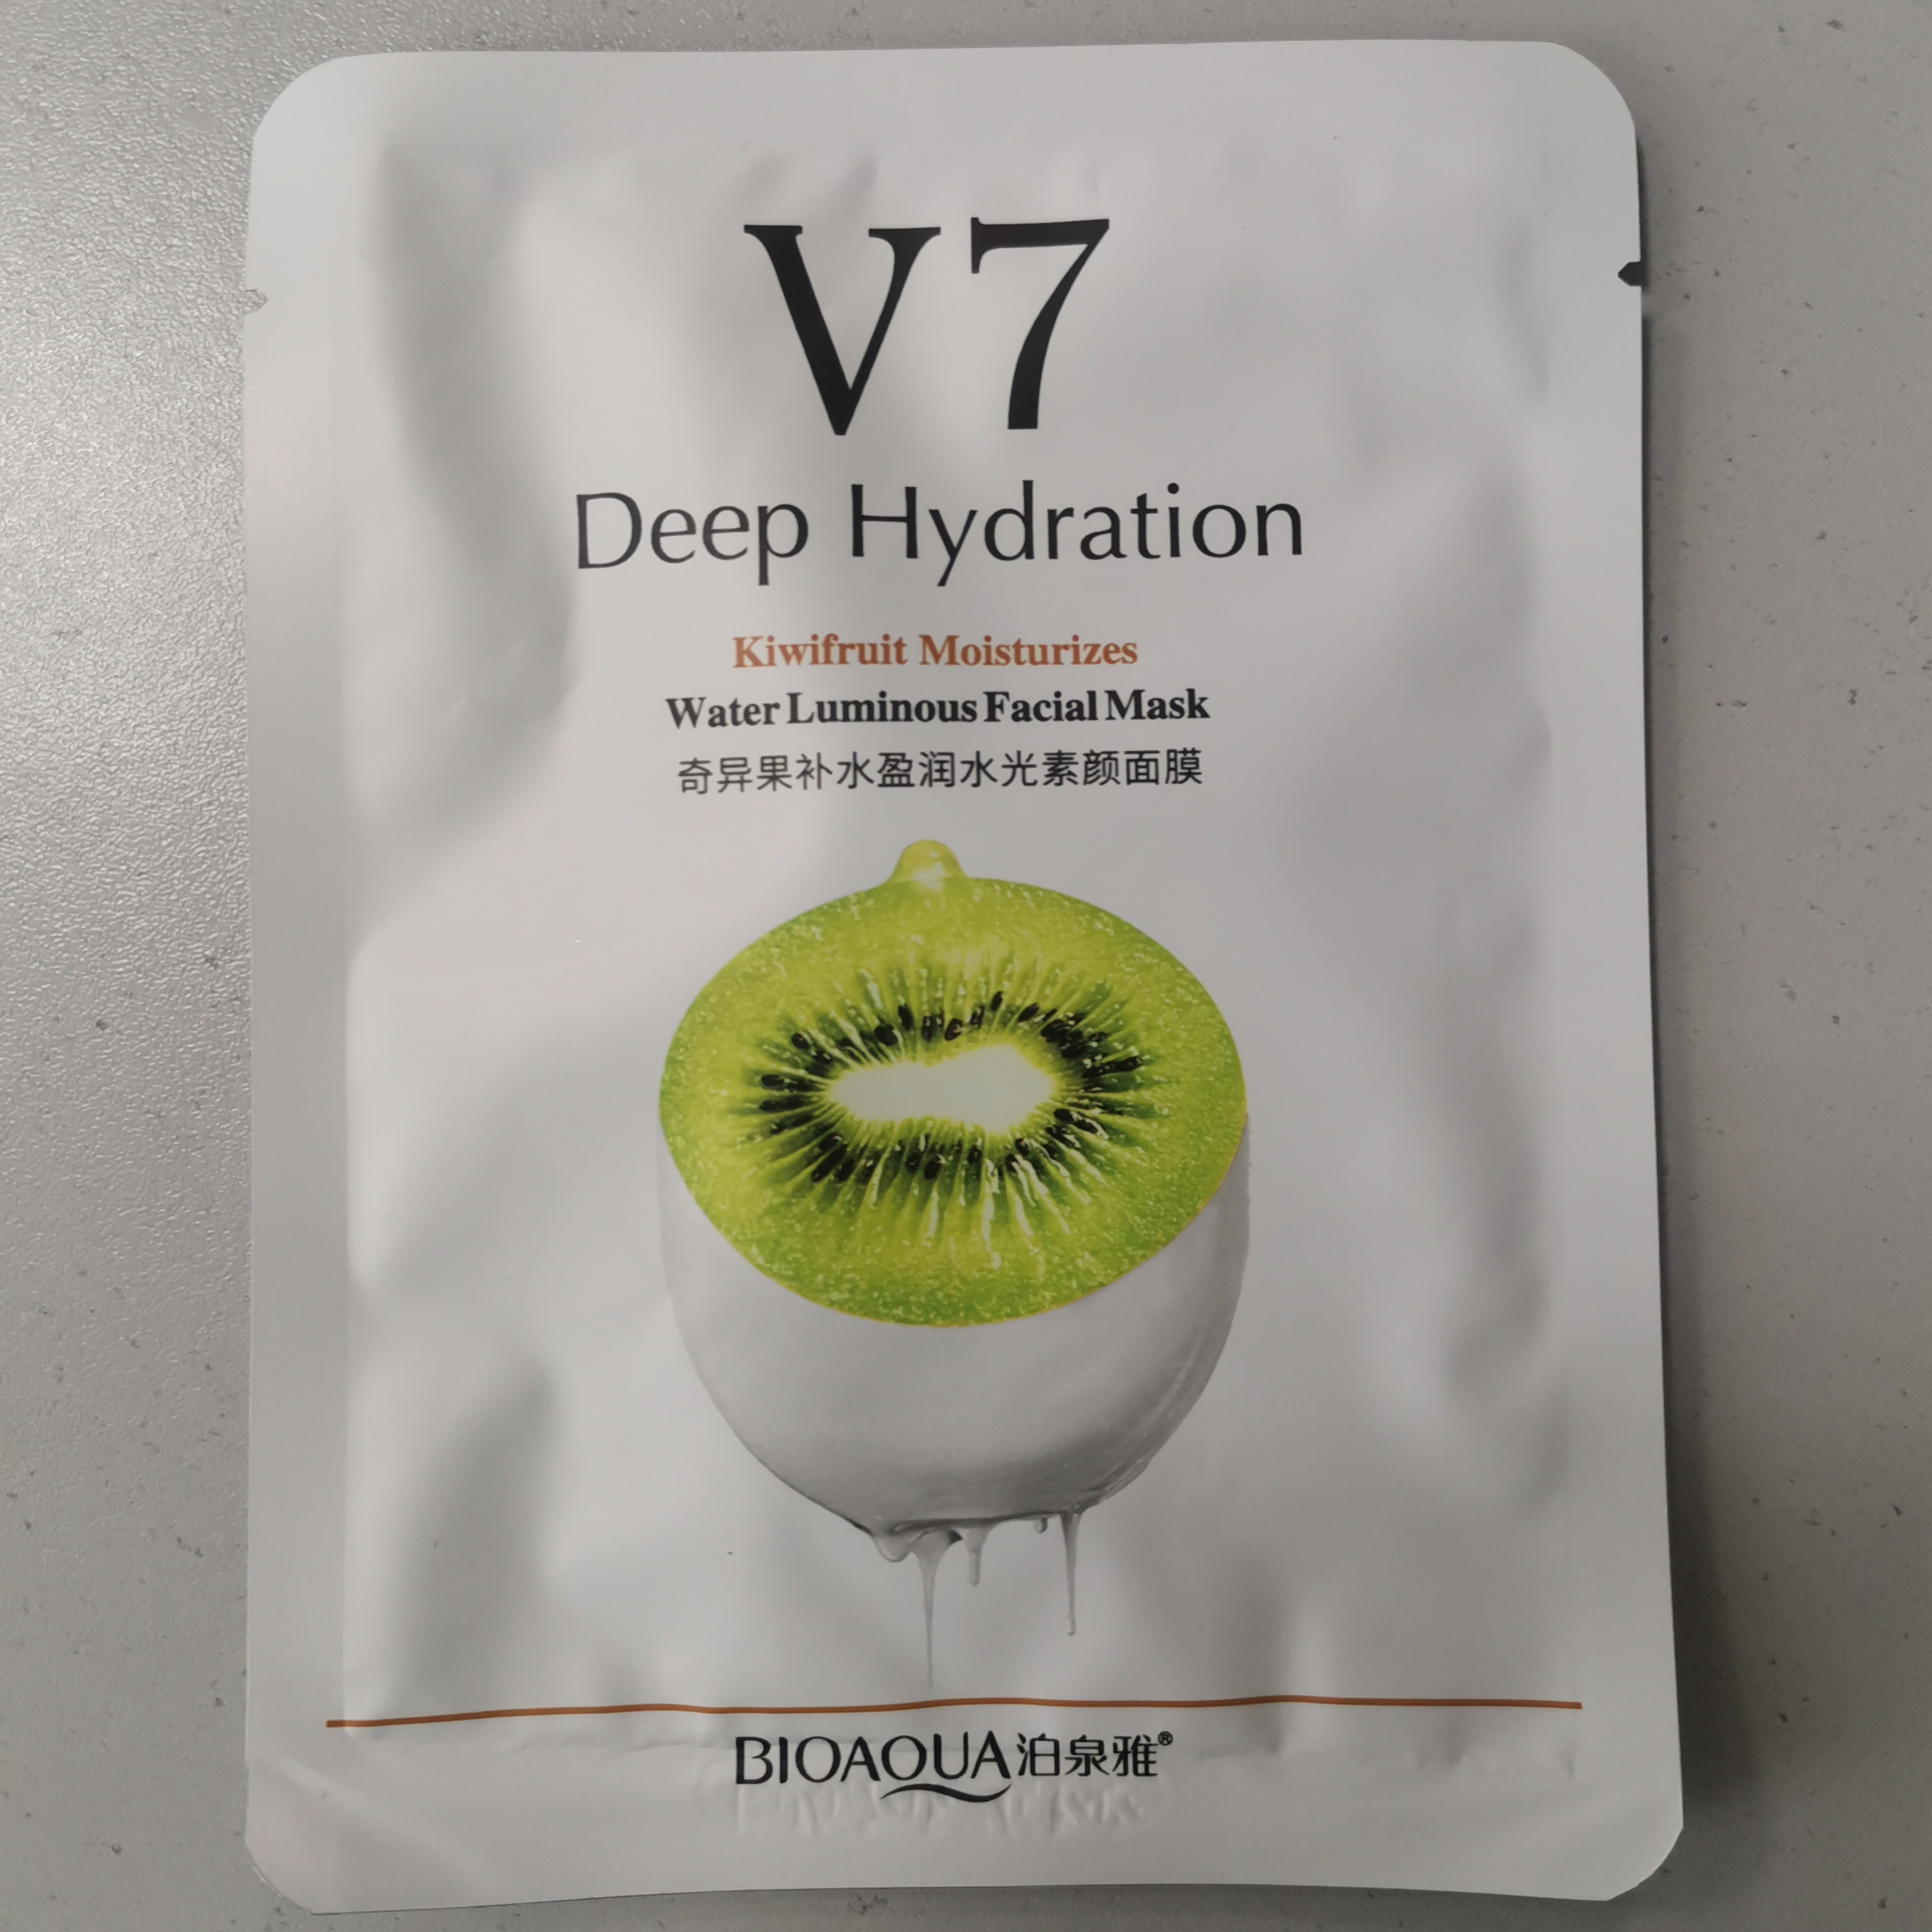 V7
Deep Hydration
Kiwifruit Moisturizes
Water Luminous Facial Mask
奇异果补水盈润水光素颜面膜
BIOAQUA泊泉雅®